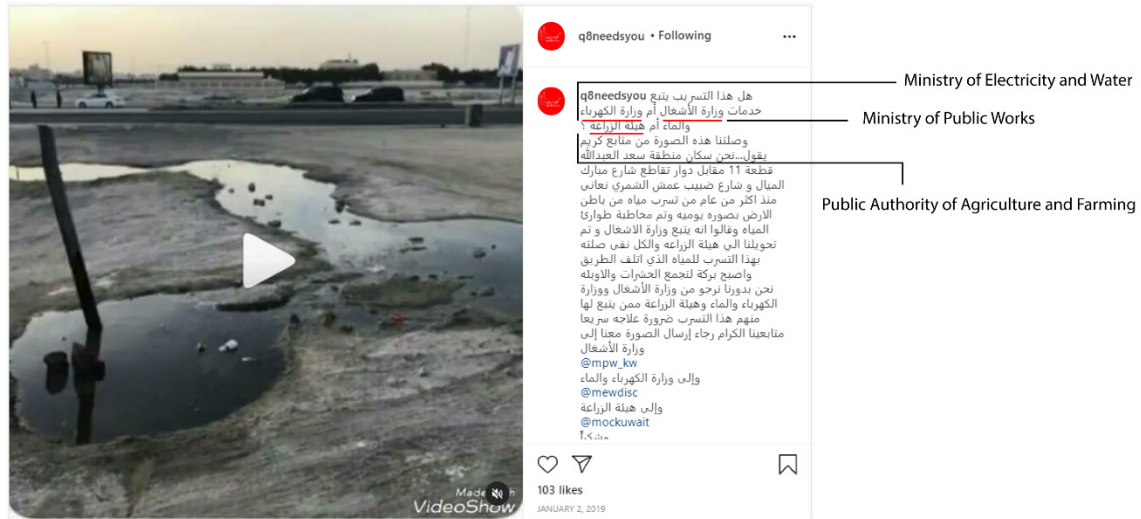 q8needsyou • Following
q8needsyou هل هذا التسريب يتبع
خدمات وزارة الأشغال أم وزارة الكهرباء
والماء أم هيئة الزراعة ؟
وصلتنا هذه الصورة من متابع كريم
يقول...نحن سكان منطقة سعد العبدالله
قطعة 11 مقابل دوار تقاطع شارع مبارك
الميال و شارع ضبيب عمش الشمري نعاني
منذ اكثر من عام من تسرب مياه من باطن
الارض بصوره يوميه وتم مخاطبة طوارئ
المياه وقالوا انه يتبع وزارة الاشغال و تم
تحويلنا الي هيئة الزراعه والكل نفى صلته
بهذا التسرب للمياه الذي اتلف الطريق
واصبح بركة لتجمع الحشرات والاوبئه
نحن بدورنا نرجو من وزارة الأشغال ووزارة
الكهرباء والماء وهيئة الزراعة ممن يتبع لها
منهم هذا التسرب ضرورة علاجه سريعا
متابعينا الكرام رجاء إرسال الصورة معنا إلى
وزارة الأشغال
@mpw_kw
وإلى وزارة الكهرباء والماء
@mewdisc
وإلى هيئة الزراعة
@mockuwait
وشكراً
103 likes
JANUARY 2, 2019
Ministry of Electricity and Water
Ministry of Public Works
Public Authority of Agriculture and Farming
VideoShow